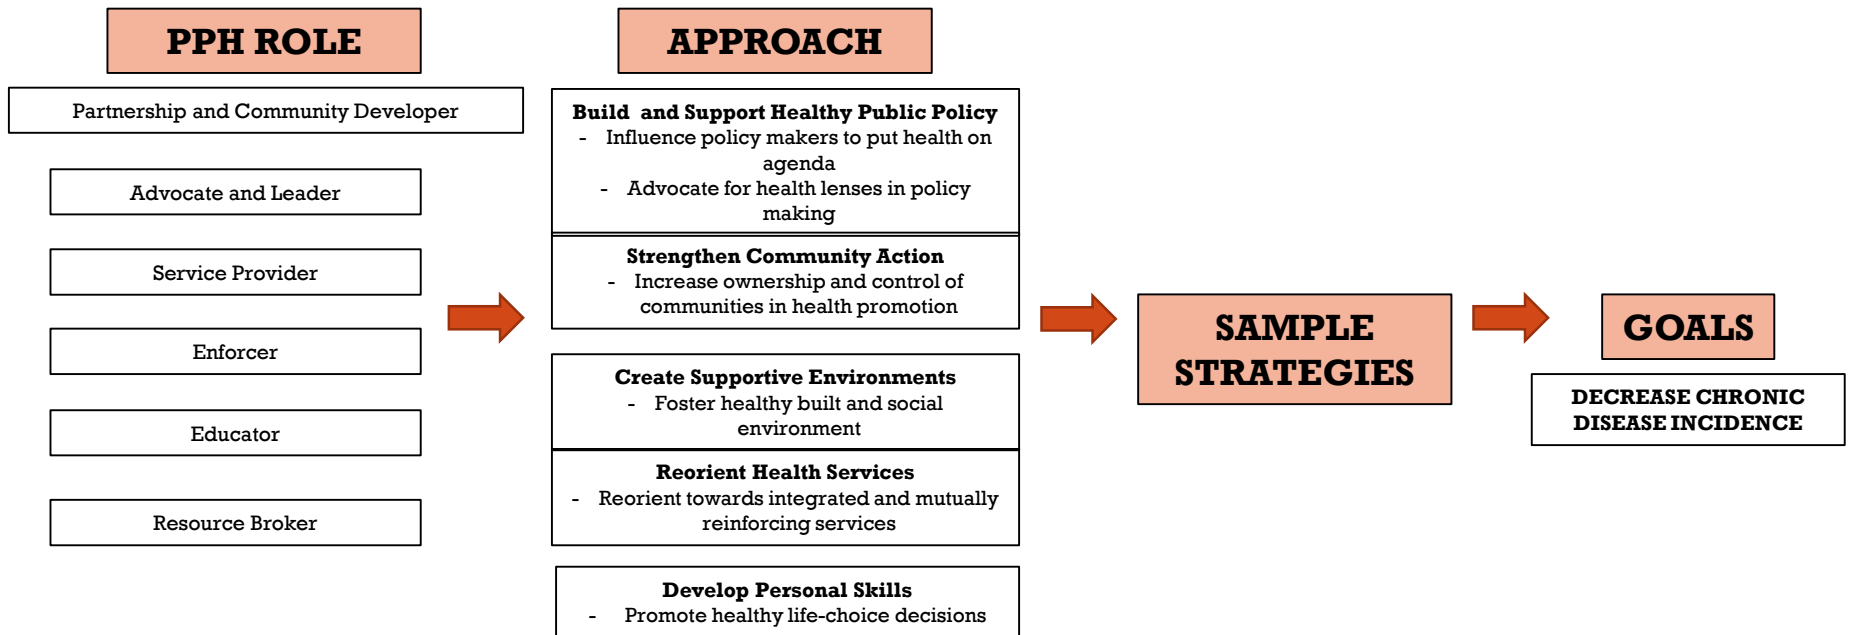 PPH ROLE
Partnership and Community Developer
Advocate and Leader
Service Provider
Enforcer
Educator
Resource Broker
APPROACH
Build and Support Healthy Public Policy
- Influence policy makers to put health on
agenda
- Advocate for health lenses in policy
making
Strengthen Community Action
- Increase ownership and control of
communities in health promotion
Create Supportive Environments
- Foster healthy built and social
environment
Reorient Health Services
- Reorient towards integrated and mutually
reinforcing services
Develop Personal Skills
- Promote healthy life-choice decisions
SAMPLE
STRATEGIES
GOALS
DECREASE CHRONIC
DISEASE INCIDENCE